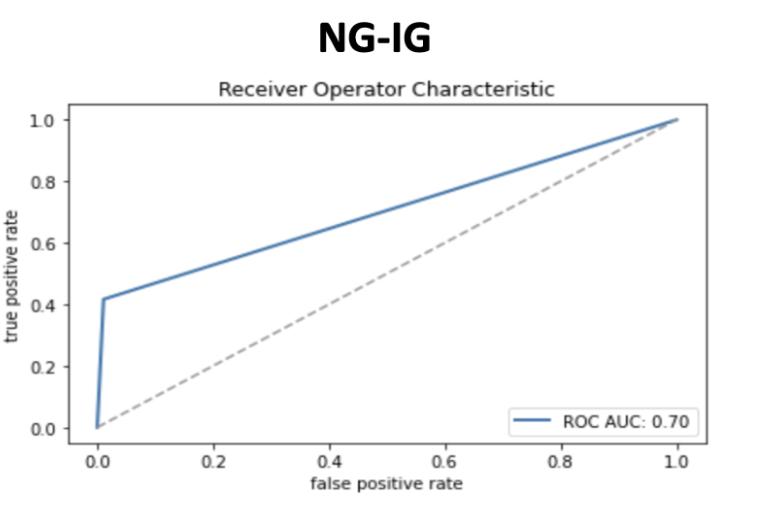 NG-IG
Receiver Operator Characteristic
true positive rate
1.0
0.8
0.6
0.4
0.2
0.0
ROC AUC: 0.70
0.0 0.2 0.4 0.6 0.8 1.0
false positive rate